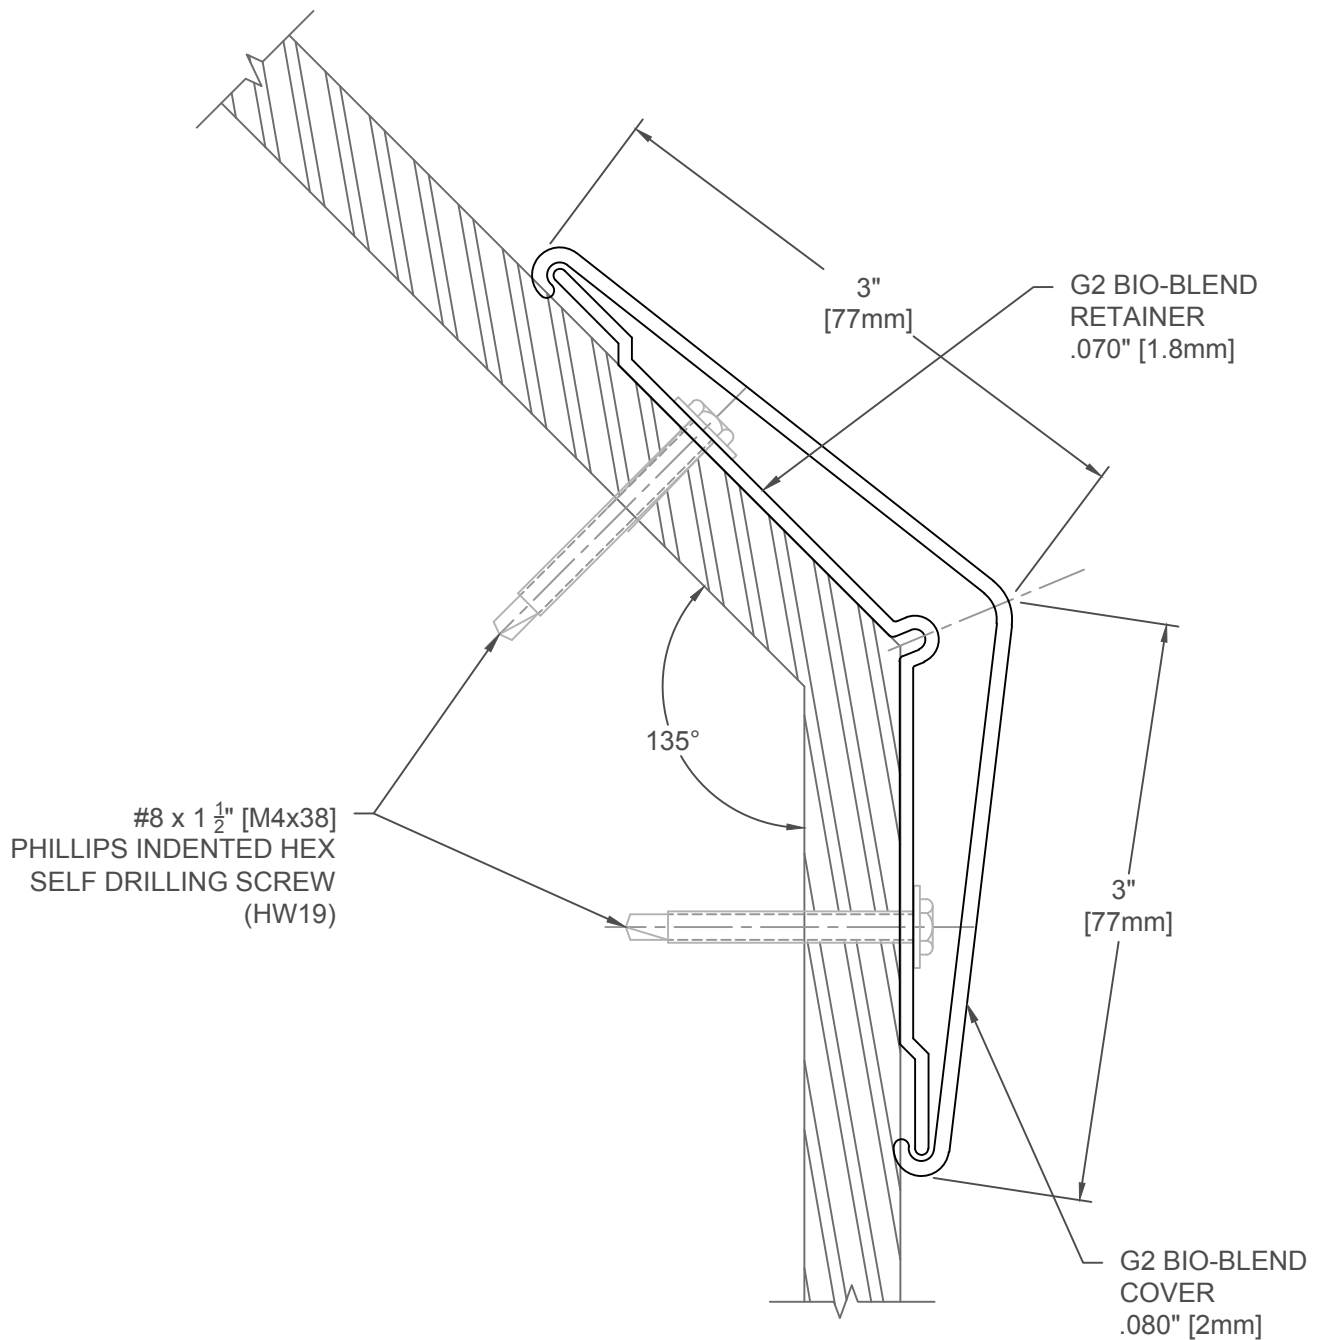 3"
[77mm]
G2 BIO-BLEND
RETAINER
.070" [1.8mm]
135°
#8 x 1 1/2" [M4x38]
PHILLIPS INDENTED HEX
SELF DRILLING SCREW
(HW19)
3"
[77mm]
G2 BIO-BLEND
COVER
.080" [2mm]